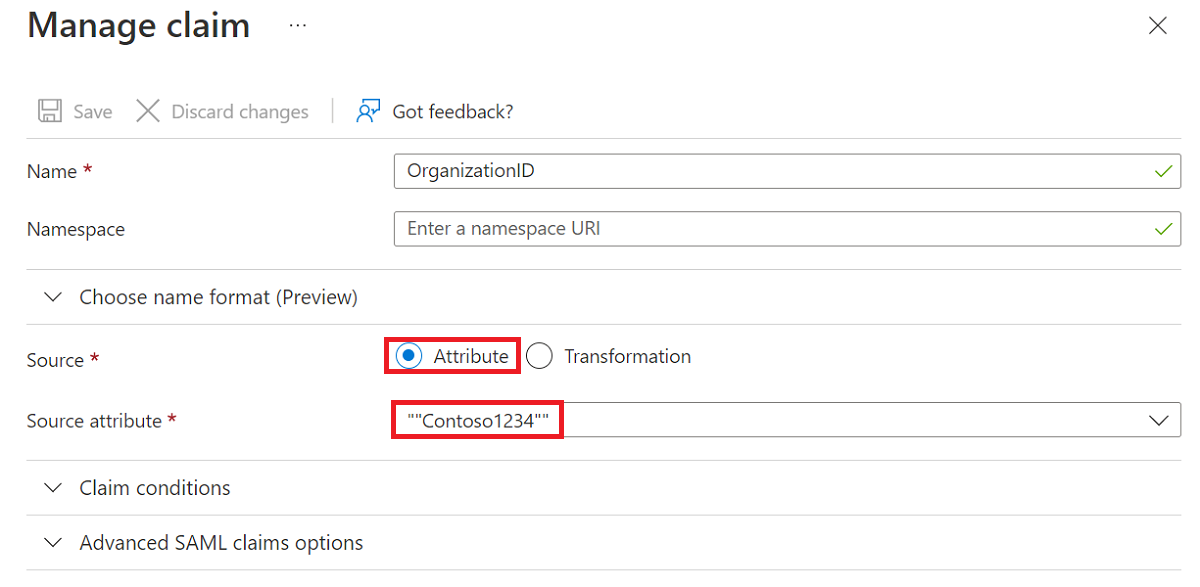 Manage claim ...
Save Discard changes Got feedback?
Name * OrganizationID
Namespace Enter a namespace URI
Choose name format (Preview)
Source * Attribute Transformation
Source attribute * ""Contoso1234""
Claim conditions
Advanced SAML claims options